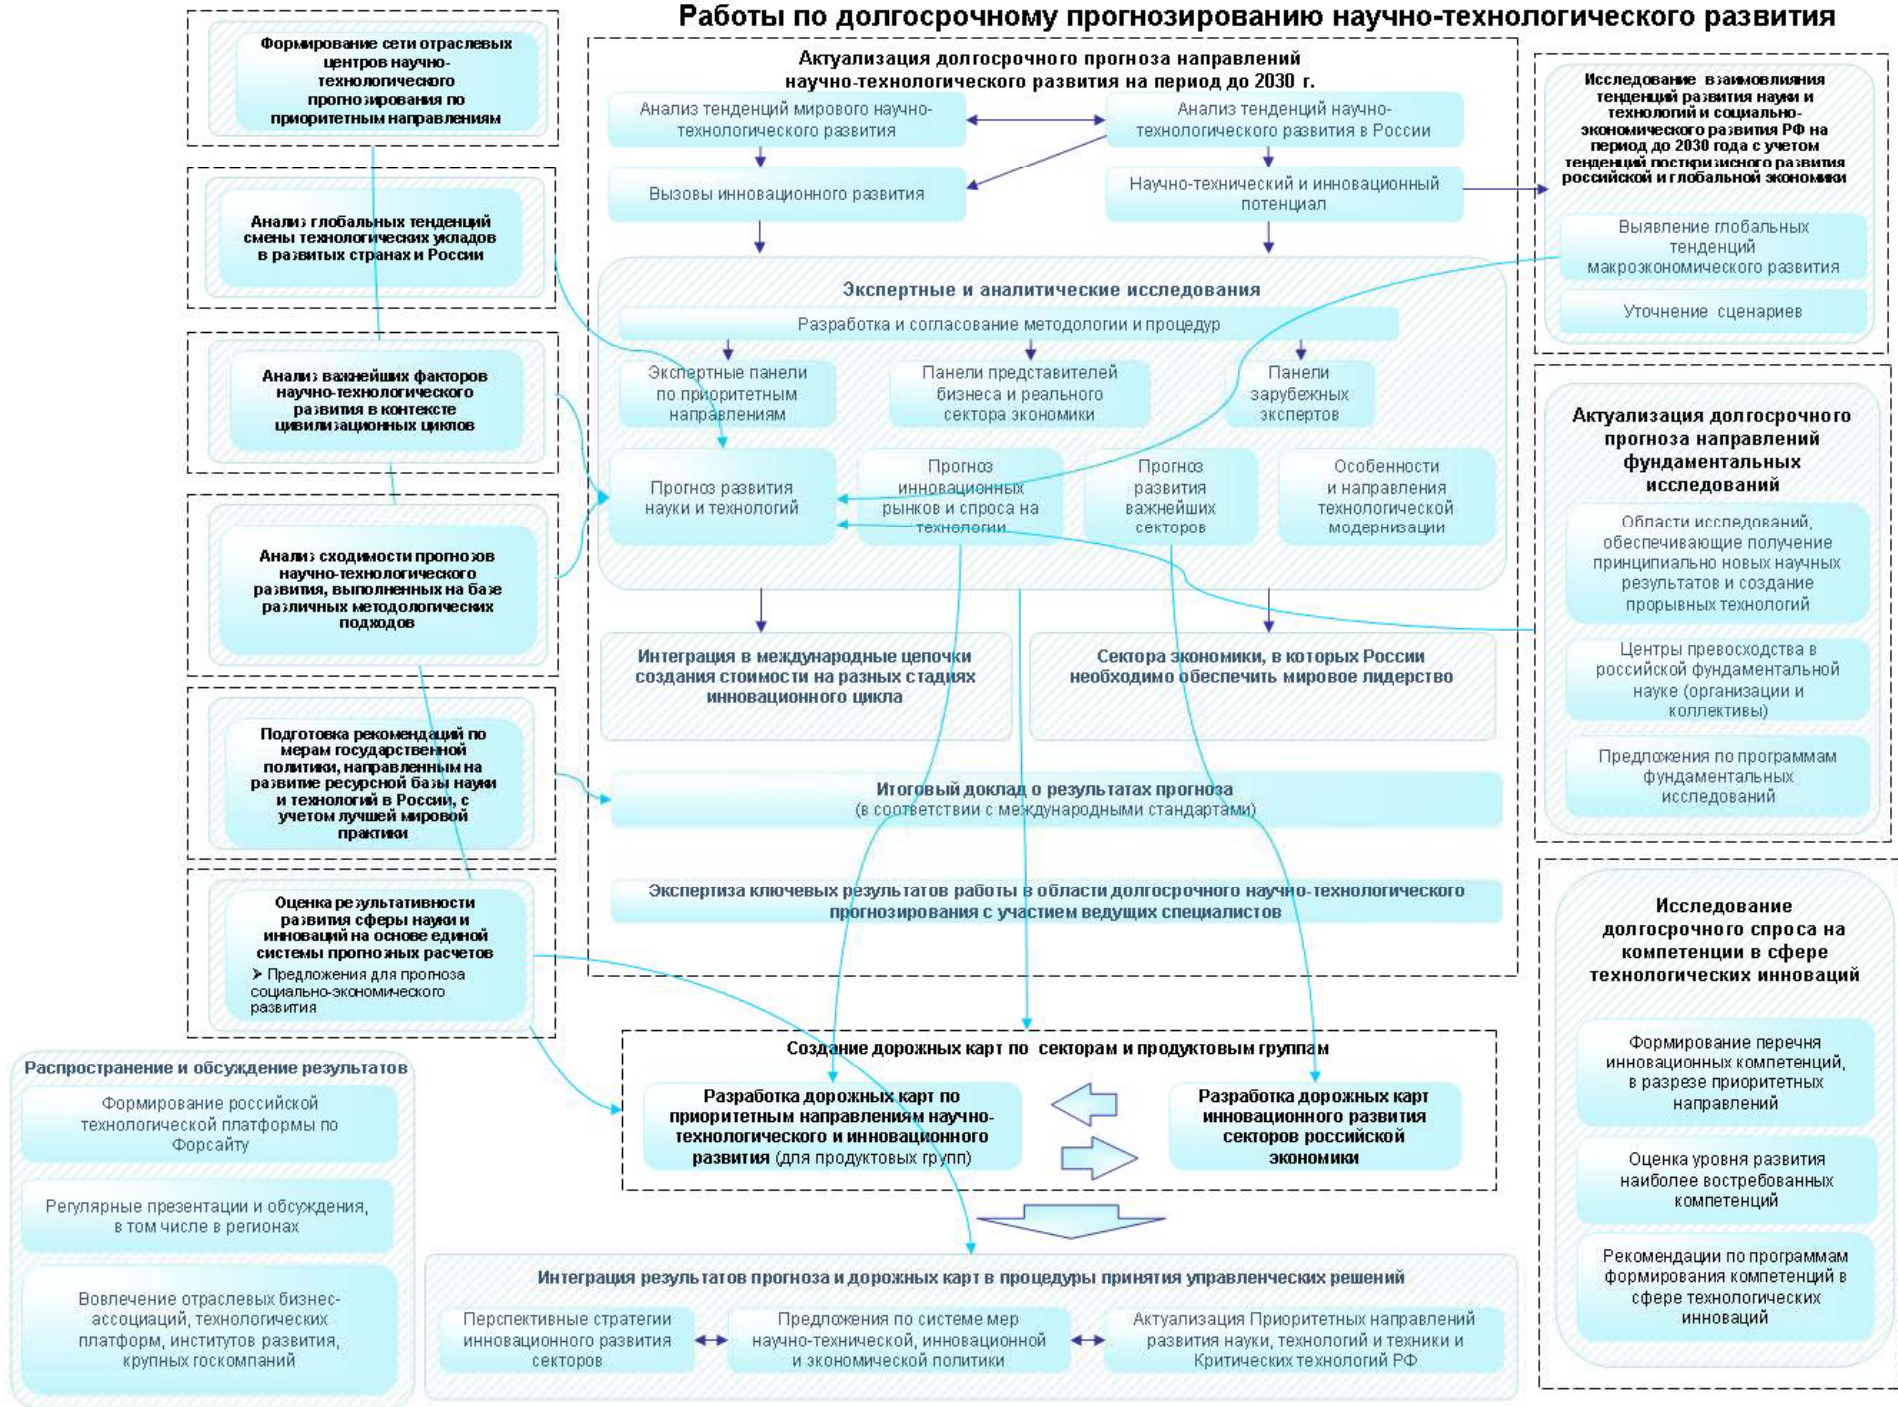 Работы по долгосрочному прогнозированию научно-технологического развития
Формирование сети отраслевых
центров научно-
технологического
прогнозирования по
приоритетным направлениям
Анализ глобальных тенденций
смены технологических укладов
в развитых странах и России
Анализ важнейших факторов
научно-технологического
развития в контексте
цивилизационных циклов
Анализ сходимости прогнозов
научно-технологического
развития, выполненных на базе
различных методологических
подходов
Подготовка рекомендаций по
мерам государственной
политики, направленным на
развитие ресурсной базы науки
и технологий в России, с
учетом лучшей мировой
практики
Оценка результативности
развития сферы науки и
инноваций на основе единой
системы прогнозных расчетов
➢ Предложения для прогноза
социально-экономического
развития
Актуализация долгосрочного прогноза направлений
научно-технологического развития на период до 2030 г.
Анализ тенденций мирового научно-
технологического развития
Анализ тенденций научно-
технологического развития в России
Вызовы инновационного развития
Научно-технический и инновационный
потенциал
Экспертные и аналитические исследования
Разработка и согласование методологии и процедур
Экспертные панели
по приоритетным
направлениям
Панели представителей
бизнеса и реального
сектора экономики
Панели
зарубежных
экспертов
Прогноз развития
науки и технологий
Прогноз
инновационных
рынков и спроса на
технологии
Прогноз
развития
важнейших
секторов
Особенности
и направления
технологической
модернизации
Интеграция в международные цепочки
создания стоимости на разных стадиях
инновационного цикла
Сектора экономики, в которых России
необходимо обеспечить мировое лидерство
Итоговый доклад о результатах прогноза
(в соответствии с международными стандартами)
Экспертиза ключевых результатов работы в области долгосрочного научно-технологического
прогнозирования с участием ведущих специалистов
Исследование взаимовлияния
тенденций развития науки и
технологий и социально-
экономического развития РФ на
период до 2030 года с учетом
тенденций посткризисного развития
российской и глобальной экономики
Выявление глобальных
тенденций
макроэкономического развития
Уточнение сценариев
Актуализация долгосрочного
прогноза направлений
фундаментальных
исследований
Области исследований,
обеспечивающие получение
принципиально новых научных
результатов и создание
прорывных технологий
Центры превосходства в
российской фундаментальной
науке (организации и
коллективы)
Предложения по программам
фундаментальных
исследований
Исследование
долгосрочного спроса на
компетенции в сфере
технологических инноваций
Формирование перечня
инновационных компетенций,
в разрезе приоритетных
направлений
Оценка уровня развития
наиболее востребованных
компетенций
Рекомендации по программам
формирования компетенций в
сфере технологических
инноваций
Создание дорожных карт по секторам и продуктовым группам
Разработка дорожных карт по
приоритетным направлениям научно-
технологического и инновационного
развития (для продуктовых групп)
Разработка дорожных карт
инновационного развития
секторов российской
экономики
Распространение и обсуждение результатов
Формирование российской
технологической платформы по
Форсайту
Регулярные презентации и обсуждения,
в том числе в регионах
Вовлечение отраслевых бизнес-
ассоциаций, технологических
платформ, институтов развития,
крупных госкомпаний
Интеграция результатов прогноза и дорожных карт в процедуры принятия управленческих решений
Перспективные стратегии
инновационного развития
секторов
Предложения по системе мер
научно-технической, инновационной
и экономической политики
Актуализация Приоритетных направлений
развития науки, технологий и техники и
Критических технологий РФ